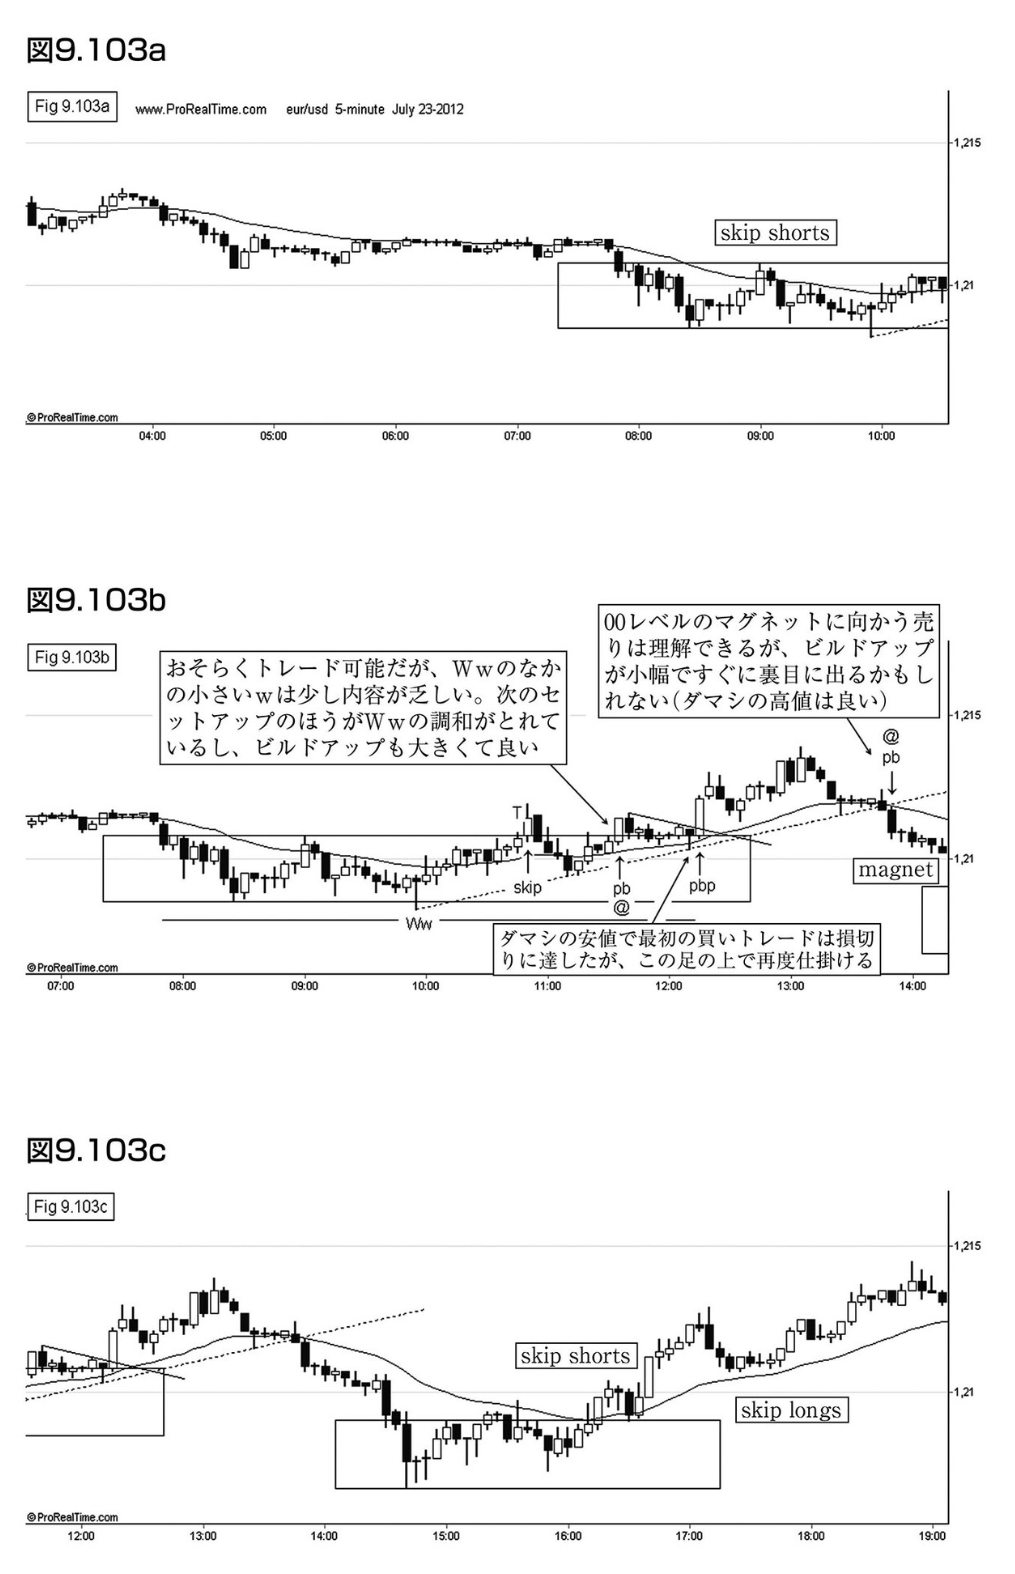 図9.103a
Fig 9.103a www.ProRealTime.com eur/usd 5-minute July 23-2012
1,215
skip shorts
1,21
©ProRealTime.com
04:00 05:00 06:00 07:00 08:00 09:00 10:00
図9.103b
00レベルのマグネットに向かう売
りは理解できるが、ビルドアップ
が小幅ですぐに裏目に出るかもし
れない(ダマシの高値は良い)
Fig 9.103b
おそらくトレード可能だが、Wwのなか
の小さいwは少し内容が乏しい。次のセ
ットアップのほうがWwの調和がとれて
いるし、ビルドアップも大きくて良い
1,215
@
pb
T
1,21
magnet
skip
pb
@
pbp
Ww
ダマシの安値で最初の買いトレードは損切
りに達したが、この足の上で再度仕掛ける
©ProRealTime.com
07:00 08:00 09:00 10:00 11:00 12:00 13:00 14:00
図9.103c
Fig 9.103c
1,215
skip shorts
1,21
skip longs
©ProRealTime.com
12:00 13:00 14:00 15:00 16:00 17:00 18:00 19:00